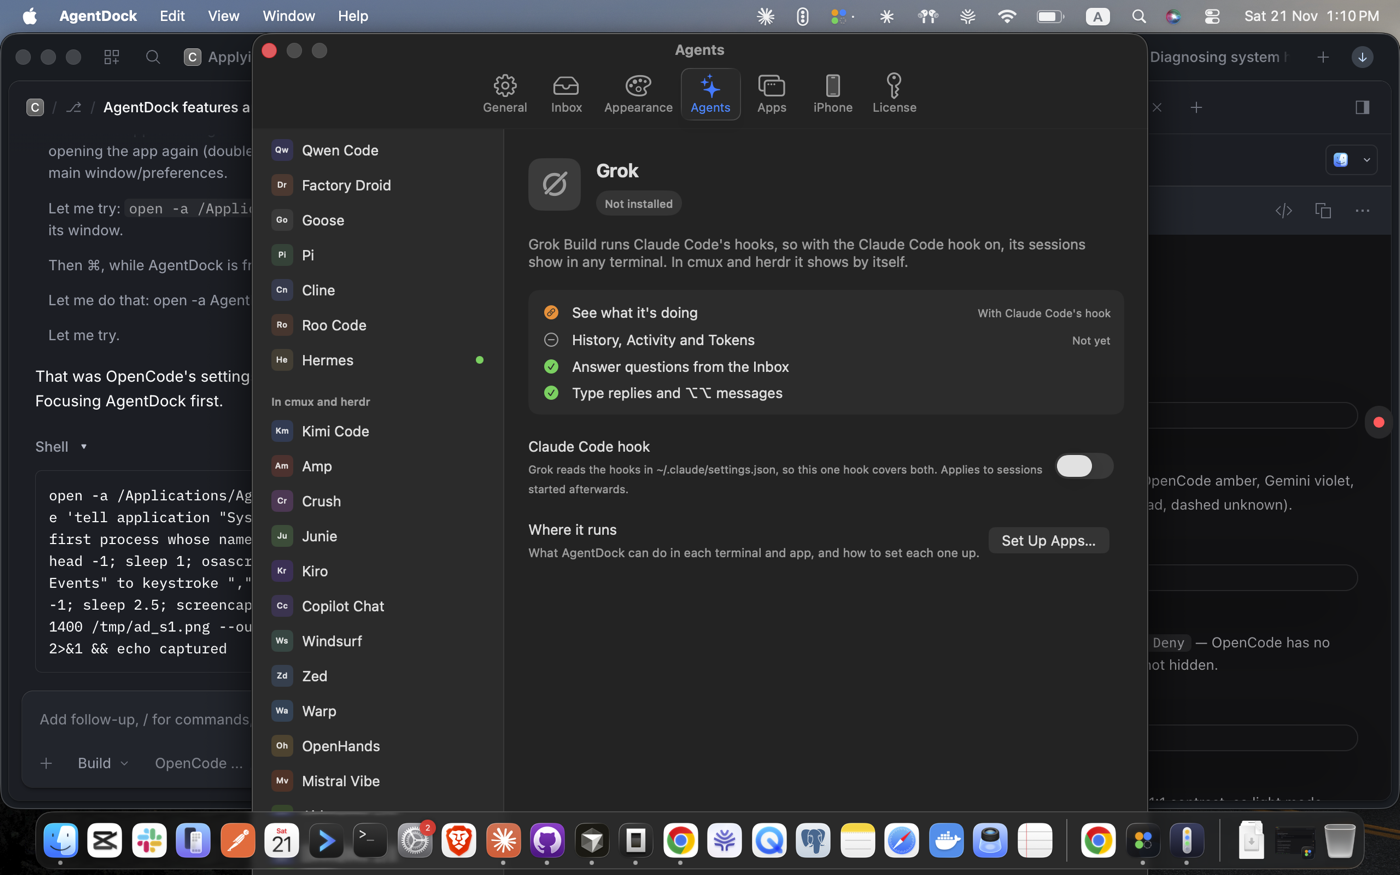 AgentDock Edit View Window Help
A
Sat 21 Nov 1:10 PM
C Applyi
Diagnosing system
C / / AgentDock features a
opening the app again (double
main window/preferences.
Let me try: open -a /Applic
its window.
Then ⌘, while AgentDock is fr
Let me do that: open -a Agent
Let me try.
That was OpenCode's setting
Focusing AgentDock first.
Shell
open -a /Applications/Ag
e 'tell application "Sys
first process whose name
head -1; sleep 1; osascr
Events" to keystroke ","
-1; sleep 2.5; screencap
1400 /tmp/ad_s1.png --ou
2>&1 && echo captured
Add follow-up, / for commands,
Build OpenCode ...
Agents
General Inbox Appearance Agents Apps iPhone License
Qw Qwen Code
Dr Factory Droid
Go Goose
Pi Pi
Cn Cline
Ro Roo Code
He Hermes
In cmux and herdr
Km Kimi Code
Am Amp
Cr Crush
Ju Junie
Kr Kiro
Cc Copilot Chat
Ws Windsurf
Zd Zed
Wa Warp
Oh OpenHands
Mv Mistral Vibe
Grok
Not installed
Grok Build runs Claude Code's hooks, so with the Claude Code hook on, its sessions
show in any terminal. In cmux and herdr it shows by itself.
See what it's doing With Claude Code's hook
History, Activity and Tokens Not yet
Answer questions from the Inbox
Type replies and ⌥⌥ messages
Claude Code hook
Grok reads the hooks in ~/.claude/settings.json, so this one hook covers both. Applies to sessions
started afterwards.
Where it runs
What AgentDock can do in each terminal and app, and how to set each one up.
Set Up Apps...
OpenCode amber, Gemini violet,
ad, dashed unknown).
Deny — OpenCode has no
not hidden.
Sat
21
2